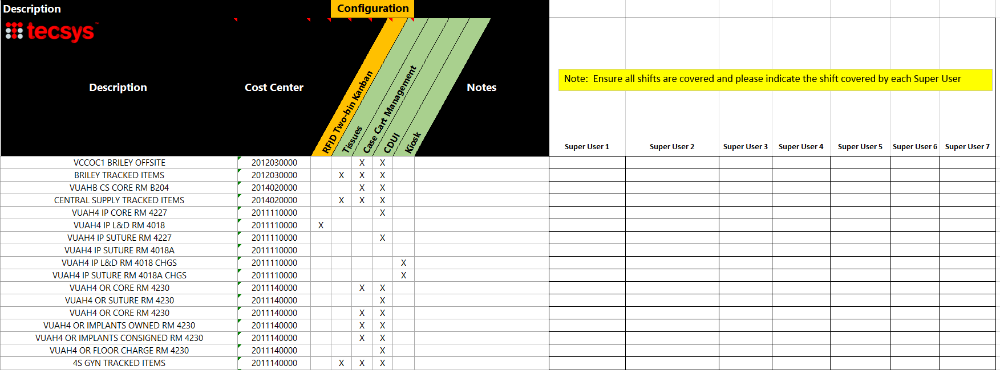 Description
Configuration
tecsys
Description
Cost Center
RFID Two-bin Kanban
Tissues
Case Cart Management
CDUI
Kiosk
Notes
Note:  Ensure all shifts are covered and please indicate the shift covered by each Super User
Super User 1 Super User 2 Super User 3 Super User 4 Super User 5 Super User 6 Super User 7
VCCOC1 BRILEY OFFSITE 2012030000 X X
BRILEY TRACKED ITEMS 2012030000 X X X
VUAHB CS CORE RM B204 2014020000 X X
CENTRAL SUPPLY TRACKED ITEMS 2014020000 X X X
VUAH4 IP CORE RM 4227 2011110000 X
VUAH4 IP L&D RM 4018 2011110000 X
VUAH4 IP SUTURE RM 4227 2011110000 X
VUAH4 IP SUTURE RM 4018A 2011110000
VUAH4 IP L&D RM 4018 CHGS 2011110000 X
VUAH4 IP SUTURE RM 4018A CHGS 2011110000 X
VUAH4 OR CORE RM 4230 2011140000 X X
VUAH4 OR SUTURE RM 4230 2011140000 X
VUAH4 OR CORE RM 4230 2011140000 X X
VUAH4 OR IMPLANTS OWNED RM 4230 2011140000 X X
VUAH4 OR IMPLANTS CONSIGNED RM 4230 2011140000 X X
VUAH4 OR FLOOR CHARGE RM 4230 2011140000 X
4S GYN TRACKED ITEMS 2011140000 X X X